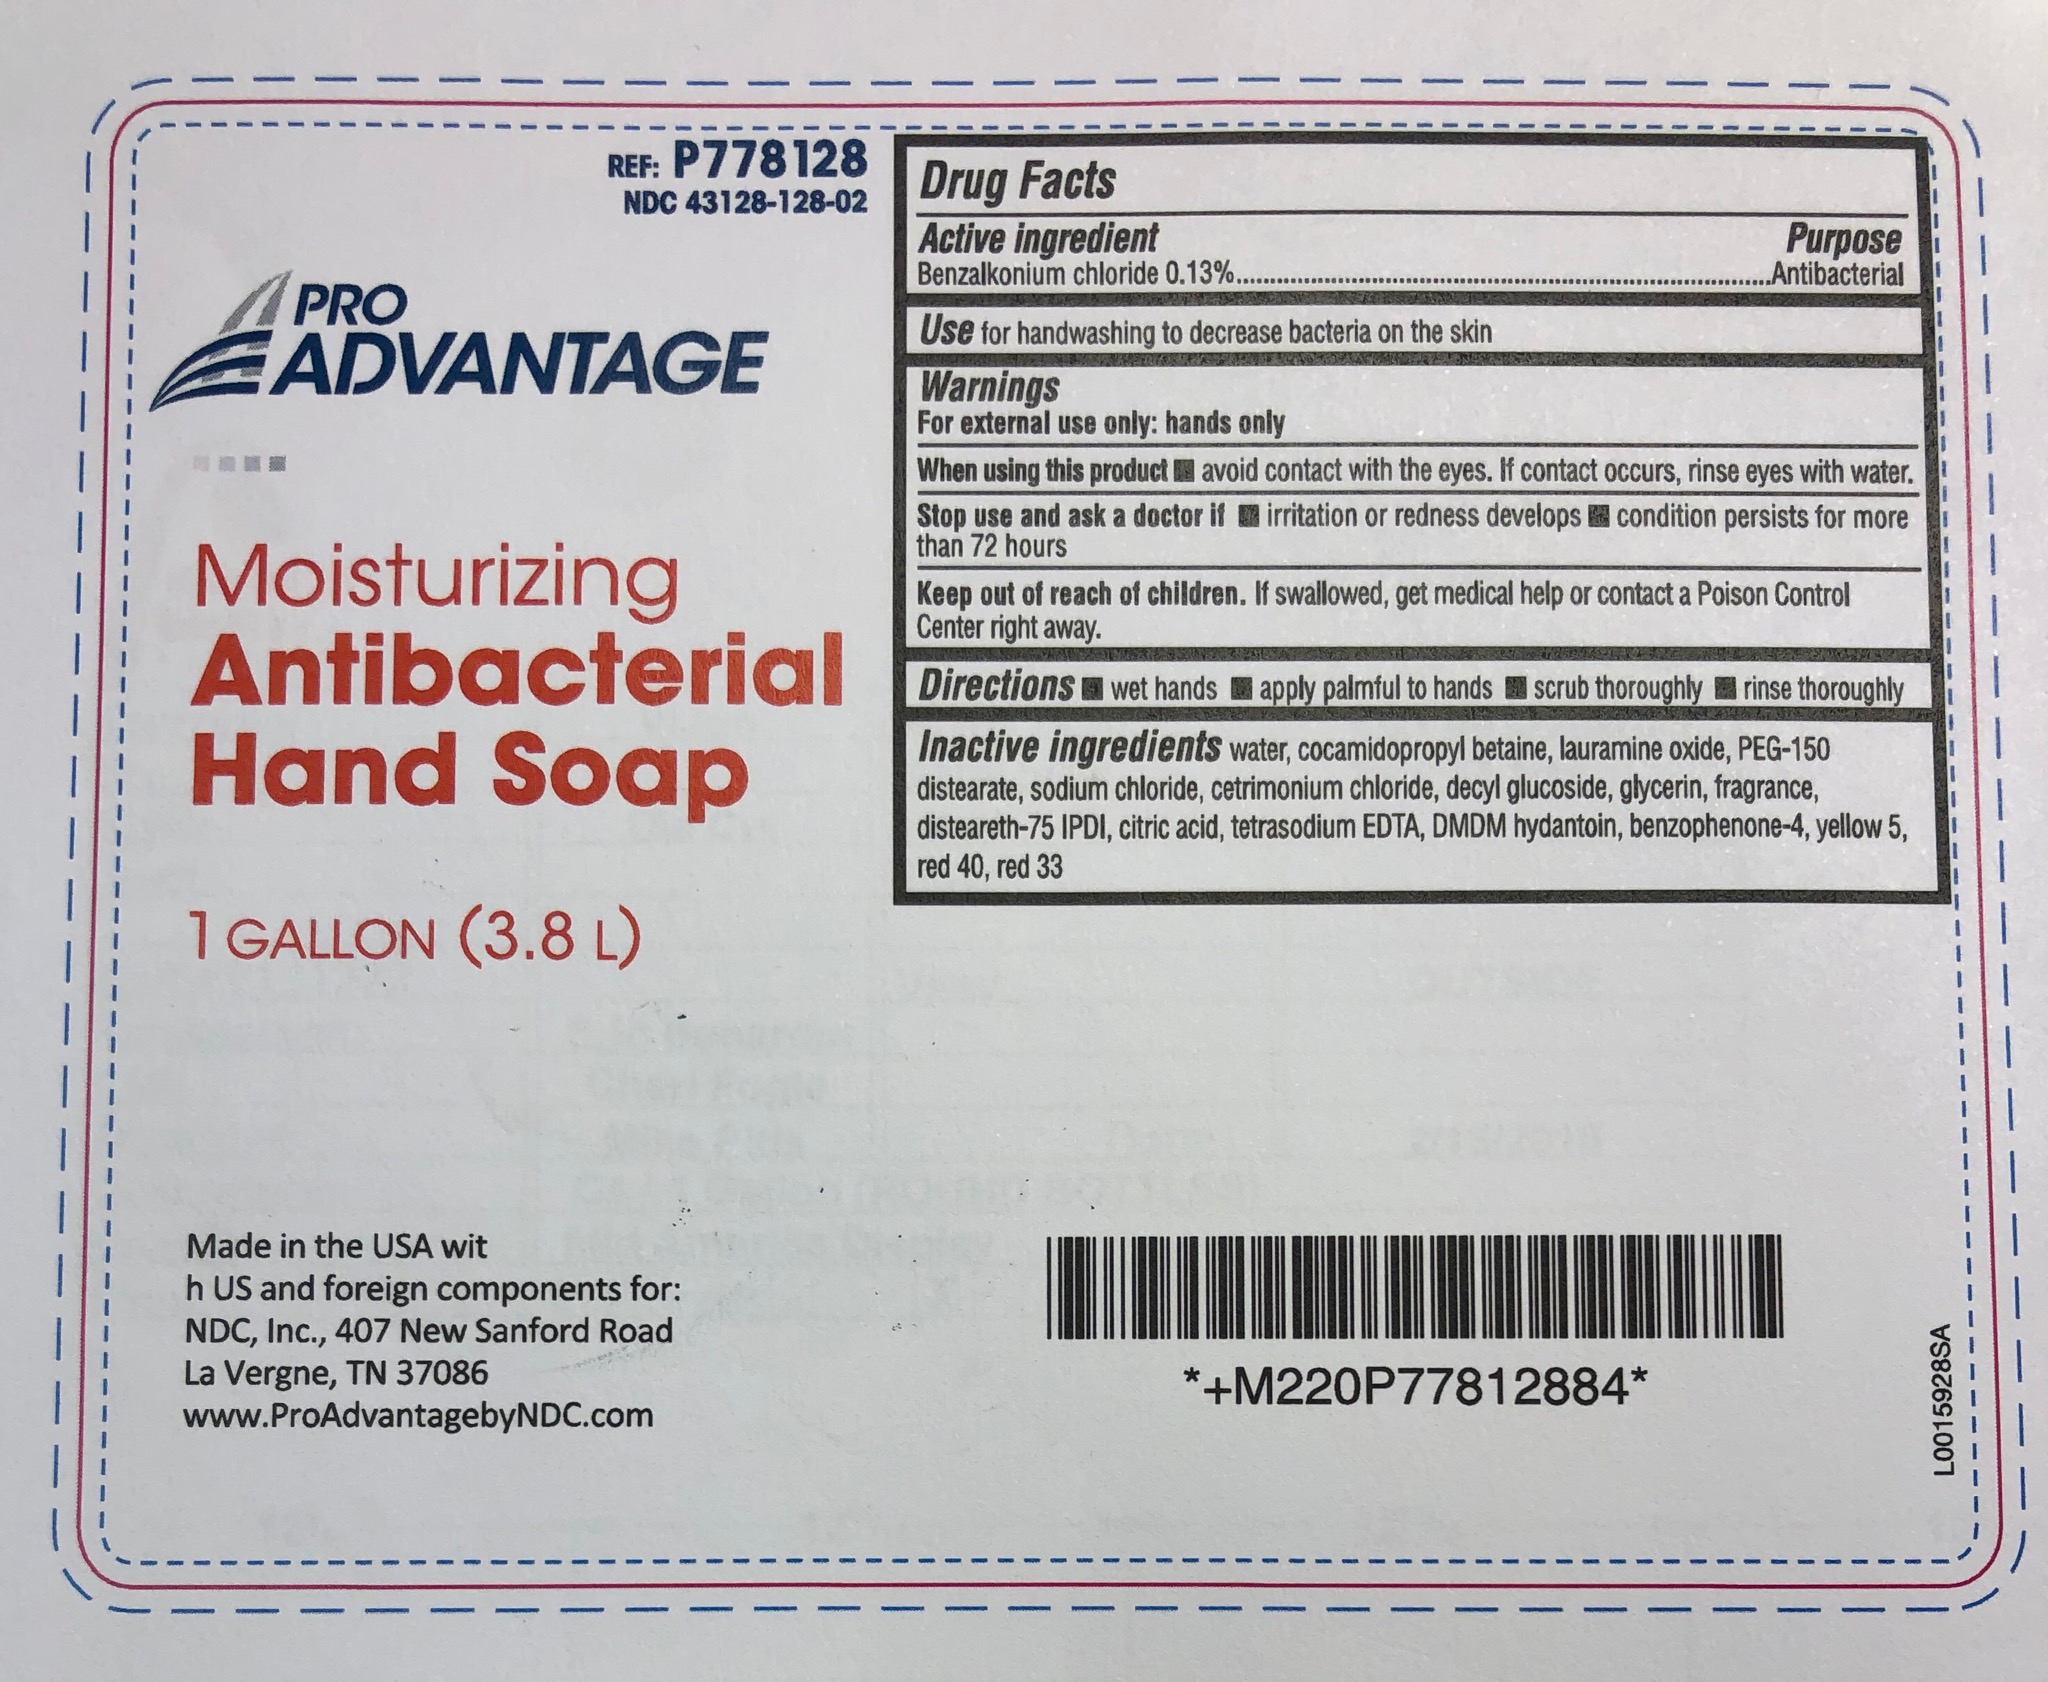 REF: P778128
NDC 43128-128-02
PRO
ADVANTAGE
Moisturizing
Antibacterial
Hand Soap
1 GALLON (3.8 L)
Made in the USA wit
h US and foreign components for:
NDC, Inc., 407 New Sanford Road
La Vergne, TN 37086
www.ProAdvantagebyNDC.com
Drug Facts
Active ingredient Purpose
Benzalkonium chloride 0.13%..........Antibacterial
Use for handwashing to decrease bacteria on the skin
Warnings
For external use only: hands only
When using this product ■ avoid contact with the eyes. If contact occurs, rinse eyes with water.
Stop use and ask a doctor if ■ irritation or redness develops ■ condition persists for more
than 72 hours
Keep out of reach of children. If swallowed, get medical help or contact a Poison Control
Center right away.
Directions ■ wet hands ■ apply palmful to hands ■ scrub thoroughly ■ rinse thoroughly
Inactive ingredients water, cocamidopropyl betaine, lauramine oxide, PEG-150
distearate, sodium chloride, cetrimonium chloride, decyl glucoside, glycerin, fragrance,
disteareth-75 IPDI, citric acid, tetrasodium EDTA, DMDM hydantoin, benzophenone-4, yellow 5,
red 40, red 33
*+M220P77812884*
L0015928SA